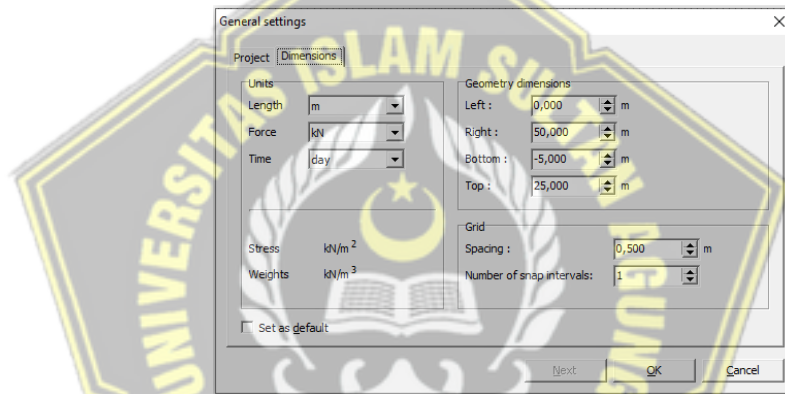 General settings
Project Dimensions
Units
Length m
Force kN
Time day
Stress kN/m²
Weights kN/m³
Set as default
Geometry dimensions
Left : 0,000 m
Right : 50,000 m
Bottom : -5,000 m
Top : 25,000 m
Grid
Spacing : 0,500 m
Number of snap intervals: 1
Next OK Cancel
UNIVERSITAS ISLAM SULTAN AGUNG